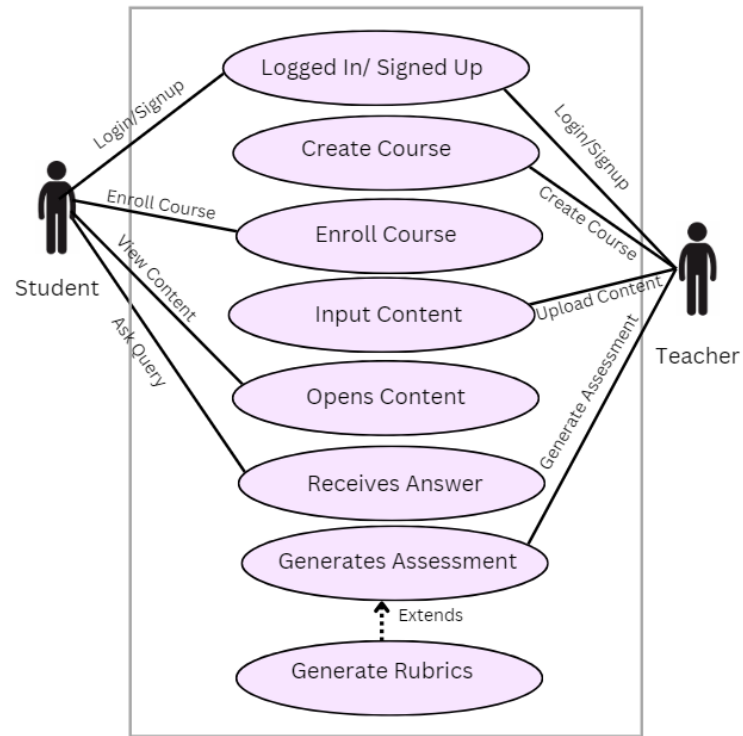 Logged In/ Signed Up
Login/Signup
Login/Signup
Create Course
Create Course
Enroll Course
Enroll Course
Student
View Content
Input Content
Upload Content
Teacher
Ask Query
Opens Content
Generate Assessment
Receives Answer
Generates Assessment
Extends
Generate Rubrics